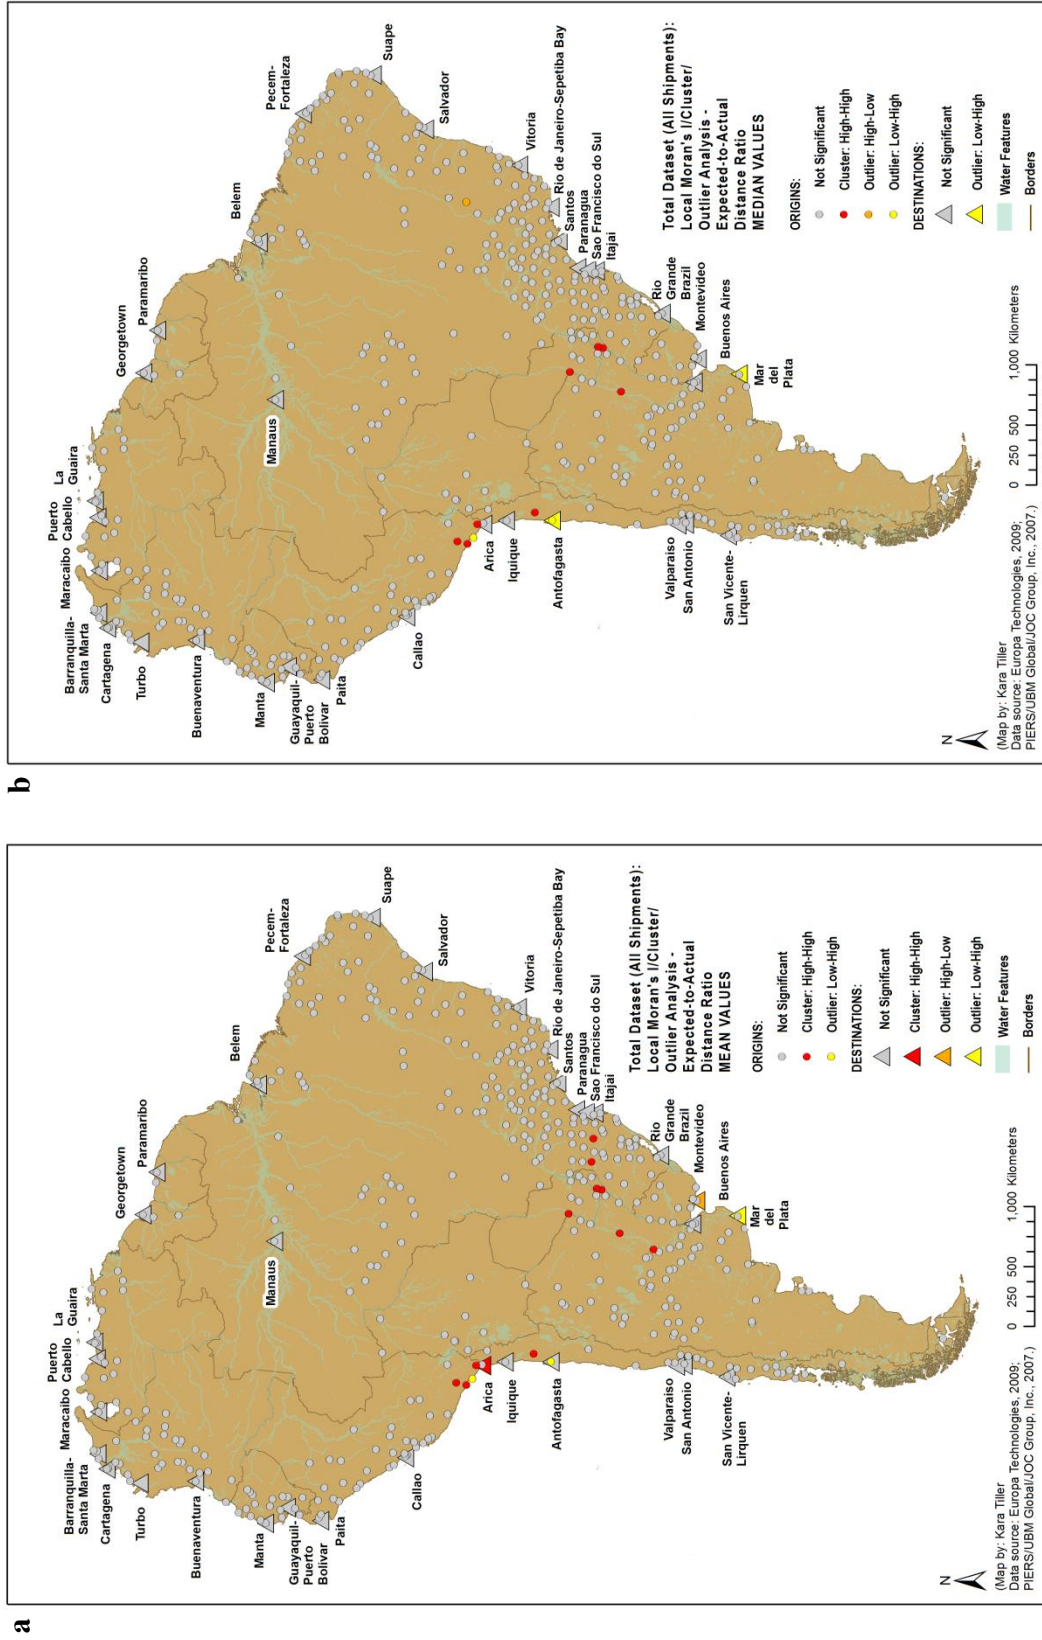 a
Puerto
Cabello
La
Guaira
Barranquilla-
Santa Marta
Maracaibo
Cartagena
Turbo
Buenaventura
Manta
Guayaquil-
Puerto
Bolivar
Paita
Callao
Georgetown
Paramaribo
Belem
Pecem-
Fortaleza
Suape
Manaus
Salvador
Vitoria
Rio de Janeiro-Sepetiba Bay
Santos
Paranagua
Sao Francisco do Sul
Itajai
Rio
Grande
Brazil
Montevideo
Buenos Aires
Mar
del
Plata
Arica
Iquique
Antofagasta
Valparaiso
San Antonio
San Vicente-
Lirquen
Total Dataset (All Shipments):
Local Moran's I/Cluster/
Outlier Analysis -
Expected-to-Actual
Distance Ratio
MEAN VALUES
ORIGINS:
Not Significant
Cluster: High-High
Outlier: Low-High
DESTINATIONS:
Not Significant
Cluster: High-High
Outlier: High-Low
Outlier: Low-High
Water Features
Borders
N
0 250 500 1,000 Kilometers
(Map by: Kara Tiller
Data source: Europa Technologies, 2009;
PIERS/UBM Global/JOC Group, Inc., 2007.)
b
Puerto
Cabello
La
Guaira
Barranquilla-
Santa Marta
Maracaibo
Cartagena
Turbo
Buenaventura
Manta
Guayaquil-
Puerto
Bolivar
Paita
Callao
Georgetown
Paramaribo
Belem
Pecem-
Fortaleza
Suape
Manaus
Salvador
Vitoria
Rio de Janeiro-Sepetiba Bay
Santos
Paranagua
Sao Francisco do Sul
Itajai
Rio
Grande
Brazil
Montevideo
Buenos Aires
Mar
del
Plata
Arica
Iquique
Antofagasta
Valparaiso
San Antonio
San Vicente-
Lirquen
Total Dataset (All Shipments):
Local Moran's I/Cluster/
Outlier Analysis -
Expected-to-Actual
Distance Ratio
MEDIAN VALUES
ORIGINS:
Not Significant
Cluster: High-High
Outlier: High-Low
Outlier: Low-High
DESTINATIONS:
Not Significant
Outlier: Low-High
Water Features
Borders
N
0 250 500 1,000 Kilometers
(Map by: Kara Tiller
Data source: Europa Technologies, 2009;
PIERS/UBM Global/JOC Group, Inc., 2007.)